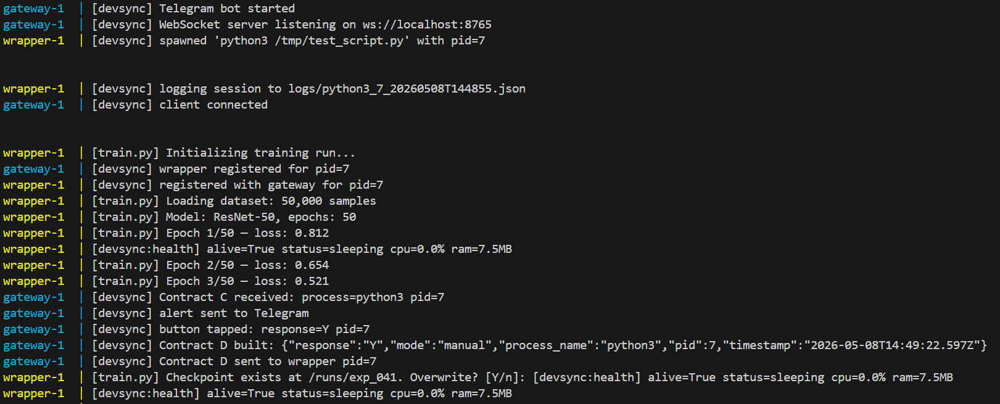 gateway-1  | [devsync] Telegram bot started
gateway-1  | [devsync] WebSocket server listening on ws://localhost:8765
wrapper-1  | [devsync] spawned 'python3 /tmp/test_script.py' with pid=7
wrapper-1  | [devsync] logging session to logs/python3_7_20260508T144855.json
gateway-1  | [devsync] client connected
wrapper-1  | [train.py] Initializing training run...
gateway-1  | [devsync] wrapper registered for pid=7
wrapper-1  | [devsync] registered with gateway for pid=7
wrapper-1  | [train.py] Loading dataset: 50,000 samples
wrapper-1  | [train.py] Model: ResNet-50, epochs: 50
wrapper-1  | [train.py] Epoch 1/50 — loss: 0.812
wrapper-1  | [devsync:health] alive=True status=sleeping cpu=0.0% ram=7.5MB
wrapper-1  | [train.py] Epoch 2/50 — loss: 0.654
wrapper-1  | [train.py] Epoch 3/50 — loss: 0.521
gateway-1  | [devsync] Contract C received: process=python3 pid=7
gateway-1  | [devsync] alert sent to Telegram
gateway-1  | [devsync] button tapped: response=Y pid=7
gateway-1  | [devsync] Contract D built: {"response":"Y","mode":"manual","process_name":"python3","pid":7,"timestamp":"2026-05-08T14:49:22.597Z"}
gateway-1  | [devsync] Contract D sent to wrapper pid=7
wrapper-1  | [train.py] Checkpoint exists at /runs/exp_041. Overwrite? [Y/n]: [devsync:health] alive=True status=sleeping cpu=0.0% ram=7.5MB
wrapper-1  | [devsync:health] alive=True status=sleeping cpu=0.0% ram=7.5MB